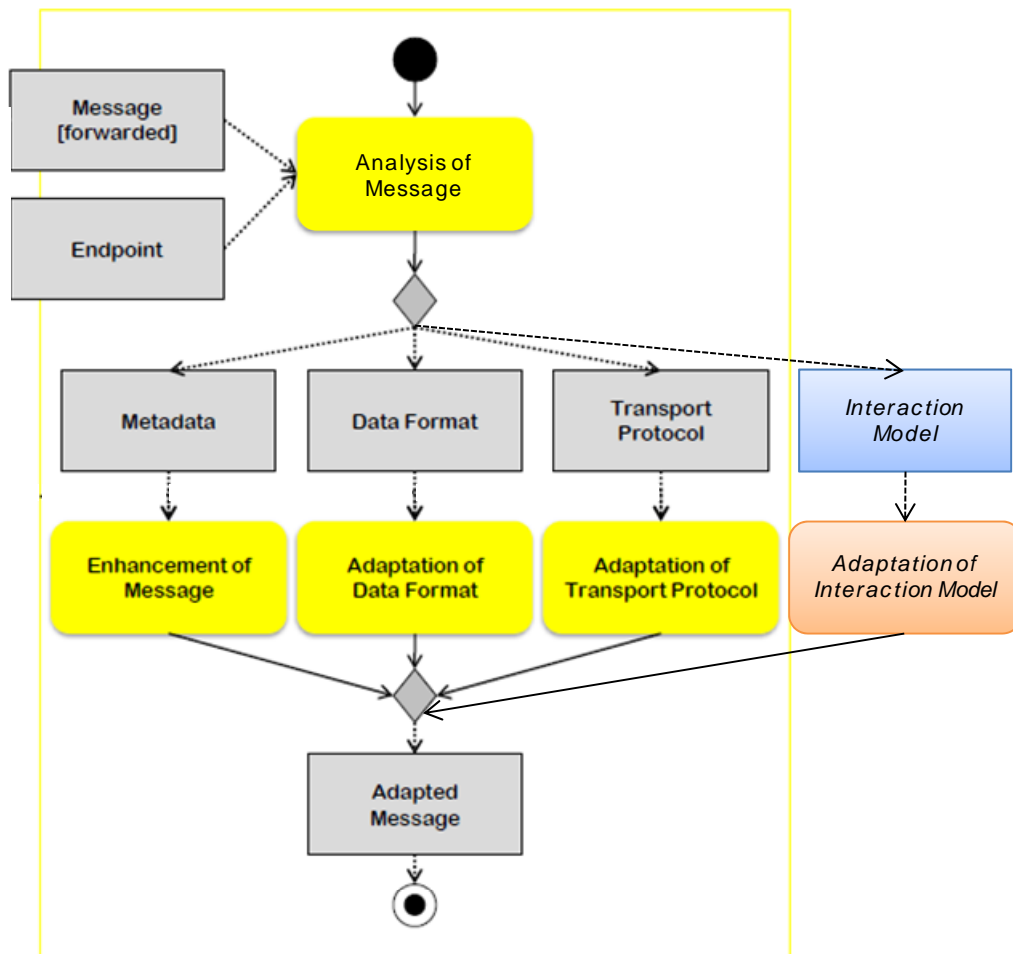 Message
[forwarded]
Analysis of
Message
Endpoint
Metadata
Data Format
Transport
Protocol
Interaction
Model
Enhancement of
Message
Adaptation of
Data Format
Adaptation of
Transport Protocol
Adaptation of
Interaction Model
Adapted
Message